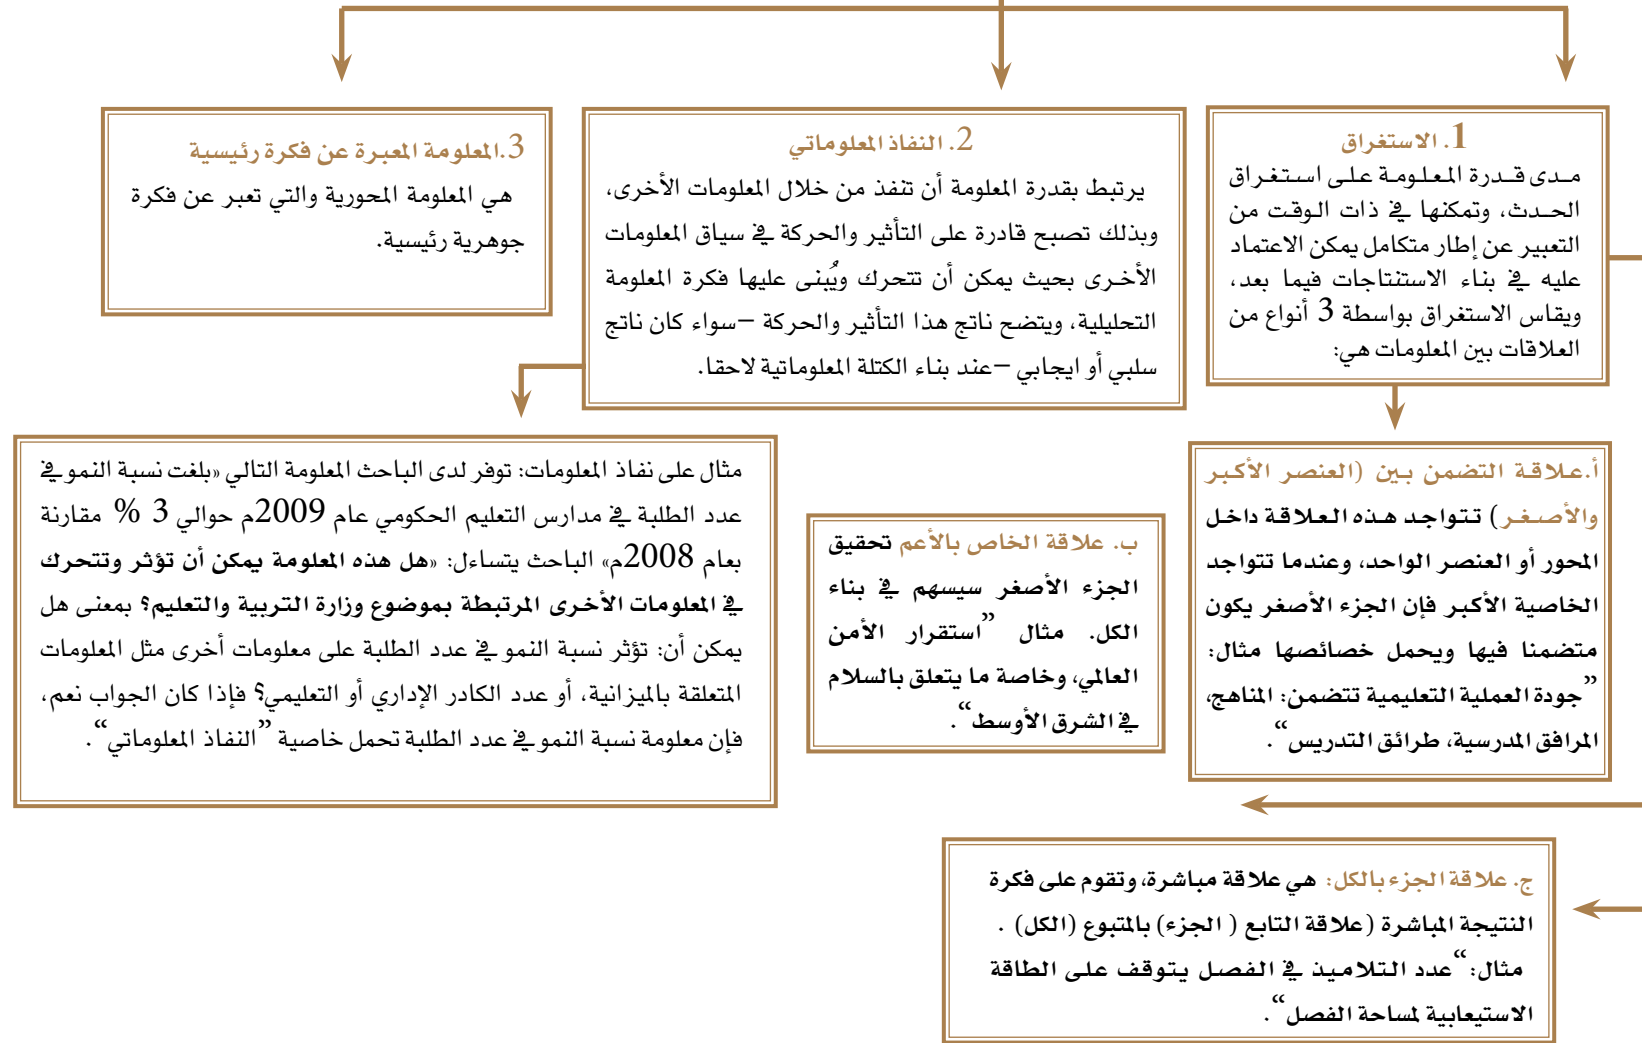 1. الاستغراق
مدى قدرة المعلومة على استغراق
الحدث، وتمكنها في ذات الوقت من
التعبير عن إطار متكامل يمكن الاعتماد
عليه في بناء الاستنتاجات فيما بعد،
ويقاس الاستغراق بواسطة 3 أنواع من
العلاقات بين المعلومات هي:
2. النفاذ المعلوماتي
يرتبط بقدرة المعلومة أن تنفذ من خلال المعلومات الأخرى،
وبذلك تصبح قادرة على التأثير والحركة في سياق المعلومات
الأخرى بحيث يمكن أن تتحرك ويُبنى عليها فكرة المعلومة
التحليلية، ويتضح ناتج هذا التأثير والحركة –سواء كان ناتج
سلبي أو ايجابي –عند بناء الكتلة المعلوماتية لاحقا.
3.المعلومة المعبرة عن فكرة رئيسية
هي المعلومة المحورية والتي تعبر عن فكرة
جوهرية رئيسية.
أ.علاقة التضمن بين (العنصر الأكبر
والأصغر) تتواجد هذه العلاقة داخل
المحور أو العنصر الواحد، وعندما تتواجد
الخاصية الأكبر فإن الجزء الأصغر يكون
متضمنا فيها ويحمل خصائصها مثال:
”جودة العملية التعليمية تتضمن: المناهج،
المرافق المدرسية، طرائق التدريس“.
ب. علاقة الخاص بالأعم تحقيق
الجزء الأصغر سيسهم في بناء
الكل. مثال ”استقرار الأمن
العالمي، وخاصة ما يتعلق بالسلام
في الشرق الأوسط“.
مثال على نفاذ المعلومات: توفر لدى الباحث المعلومة التالي «بلغت نسبة النمو في
عدد الطلبة في مدارس التعليم الحكومي عام 2009م حوالي 3 % مقارنة
بعام 2008م» الباحث يتساءل: «هل هذه المعلومة يمكن أن تؤثر وتتحرك
في المعلومات الأخرى المرتبطة بموضوع وزارة التربية والتعليم؟ بمعنى هل
يمكن أن: تؤثر نسبة النمو في عدد الطلبة على معلومات أخرى مثل المعلومات
المتعلقة بالميزانية، أو عدد الكادر الإداري أو التعليمي؟ فإذا كان الجواب نعم،
فإن معلومة نسبة النمو في عدد الطلبة تحمل خاصية ”النفاذ المعلوماتي“.
ج. علاقة الجزء بالكل: هي علاقة مباشرة، وتقوم على فكرة
النتيجة المباشرة (علاقة التابع ( الجزء) بالمتبوع (الكل) .
مثال:“عدد التلاميذ في الفصل يتوقف على الطاقة
الاستيعابية لمساحة الفصل“.